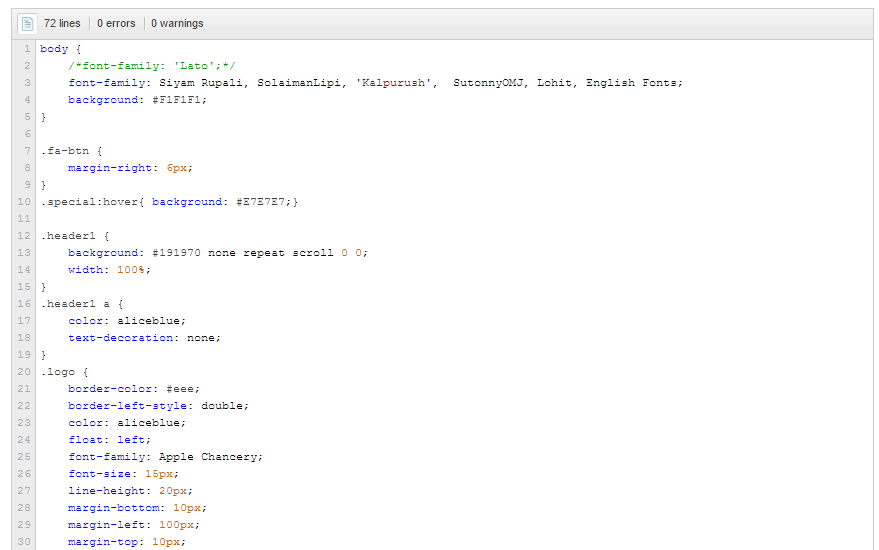 72 lines 0 errors 0 warnings
1 body {
2 /*font-family: 'Lato';*/
3 font-family: Siyam Rupali, SolaimanLipi, 'Kalpurush', SutonnyOMJ, Lohit, English Fonts;
4 background: #F1F1F1;
5 }
6
7 .fa-btn {
8 margin-right: 6px;
9 }
10 .special:hover{ background: #E7E7E7;}
11
12 .header1 {
13 background: #191970 none repeat scroll 0 0;
14 width: 100%;
15 }
16 .header1 a {
17 color: aliceblue;
18 text-decoration: none;
19 }
20 .logo {
21 border-color: #eee;
22 border-left-style: double;
23 color: aliceblue;
24 float: left;
25 font-family: Apple Chancery;
26 font-size: 15px;
27 line-height: 20px;
28 margin-bottom: 10px;
29 margin-left: 100px;
30 margin-top: 10px;